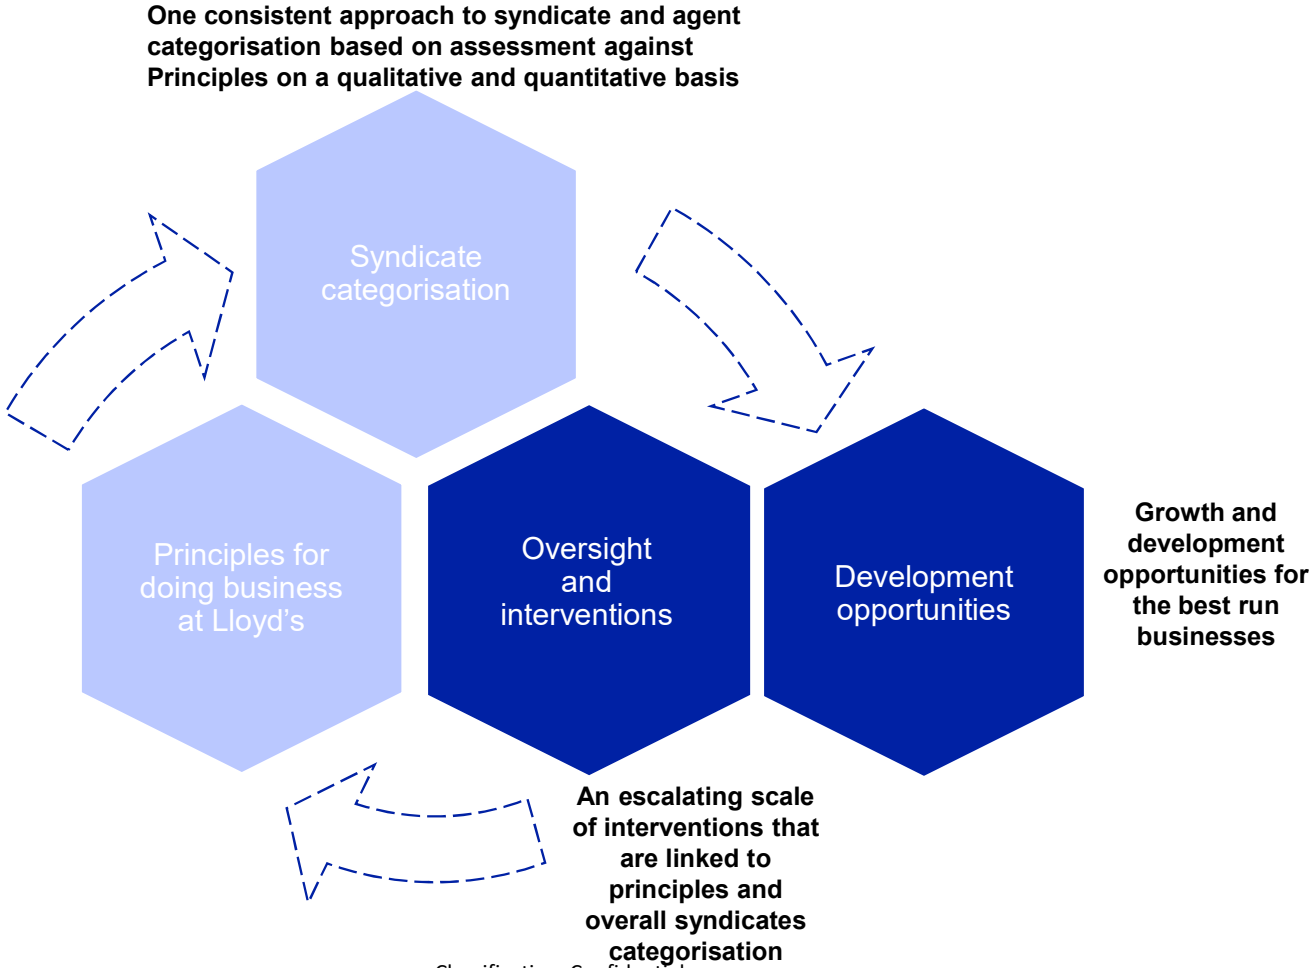 One consistent approach to syndicate and agent
categorisation based on assessment against
Principles on a qualitative and quantitative basis
Syndicate
categorisation
Principles for
doing business
at Lloyd’s
Oversight
and
interventions
Development
opportunities
Growth and
development
opportunities for
the best run
businesses
An escalating scale
of interventions that
are linked to
principles and
overall syndicates
categorisation